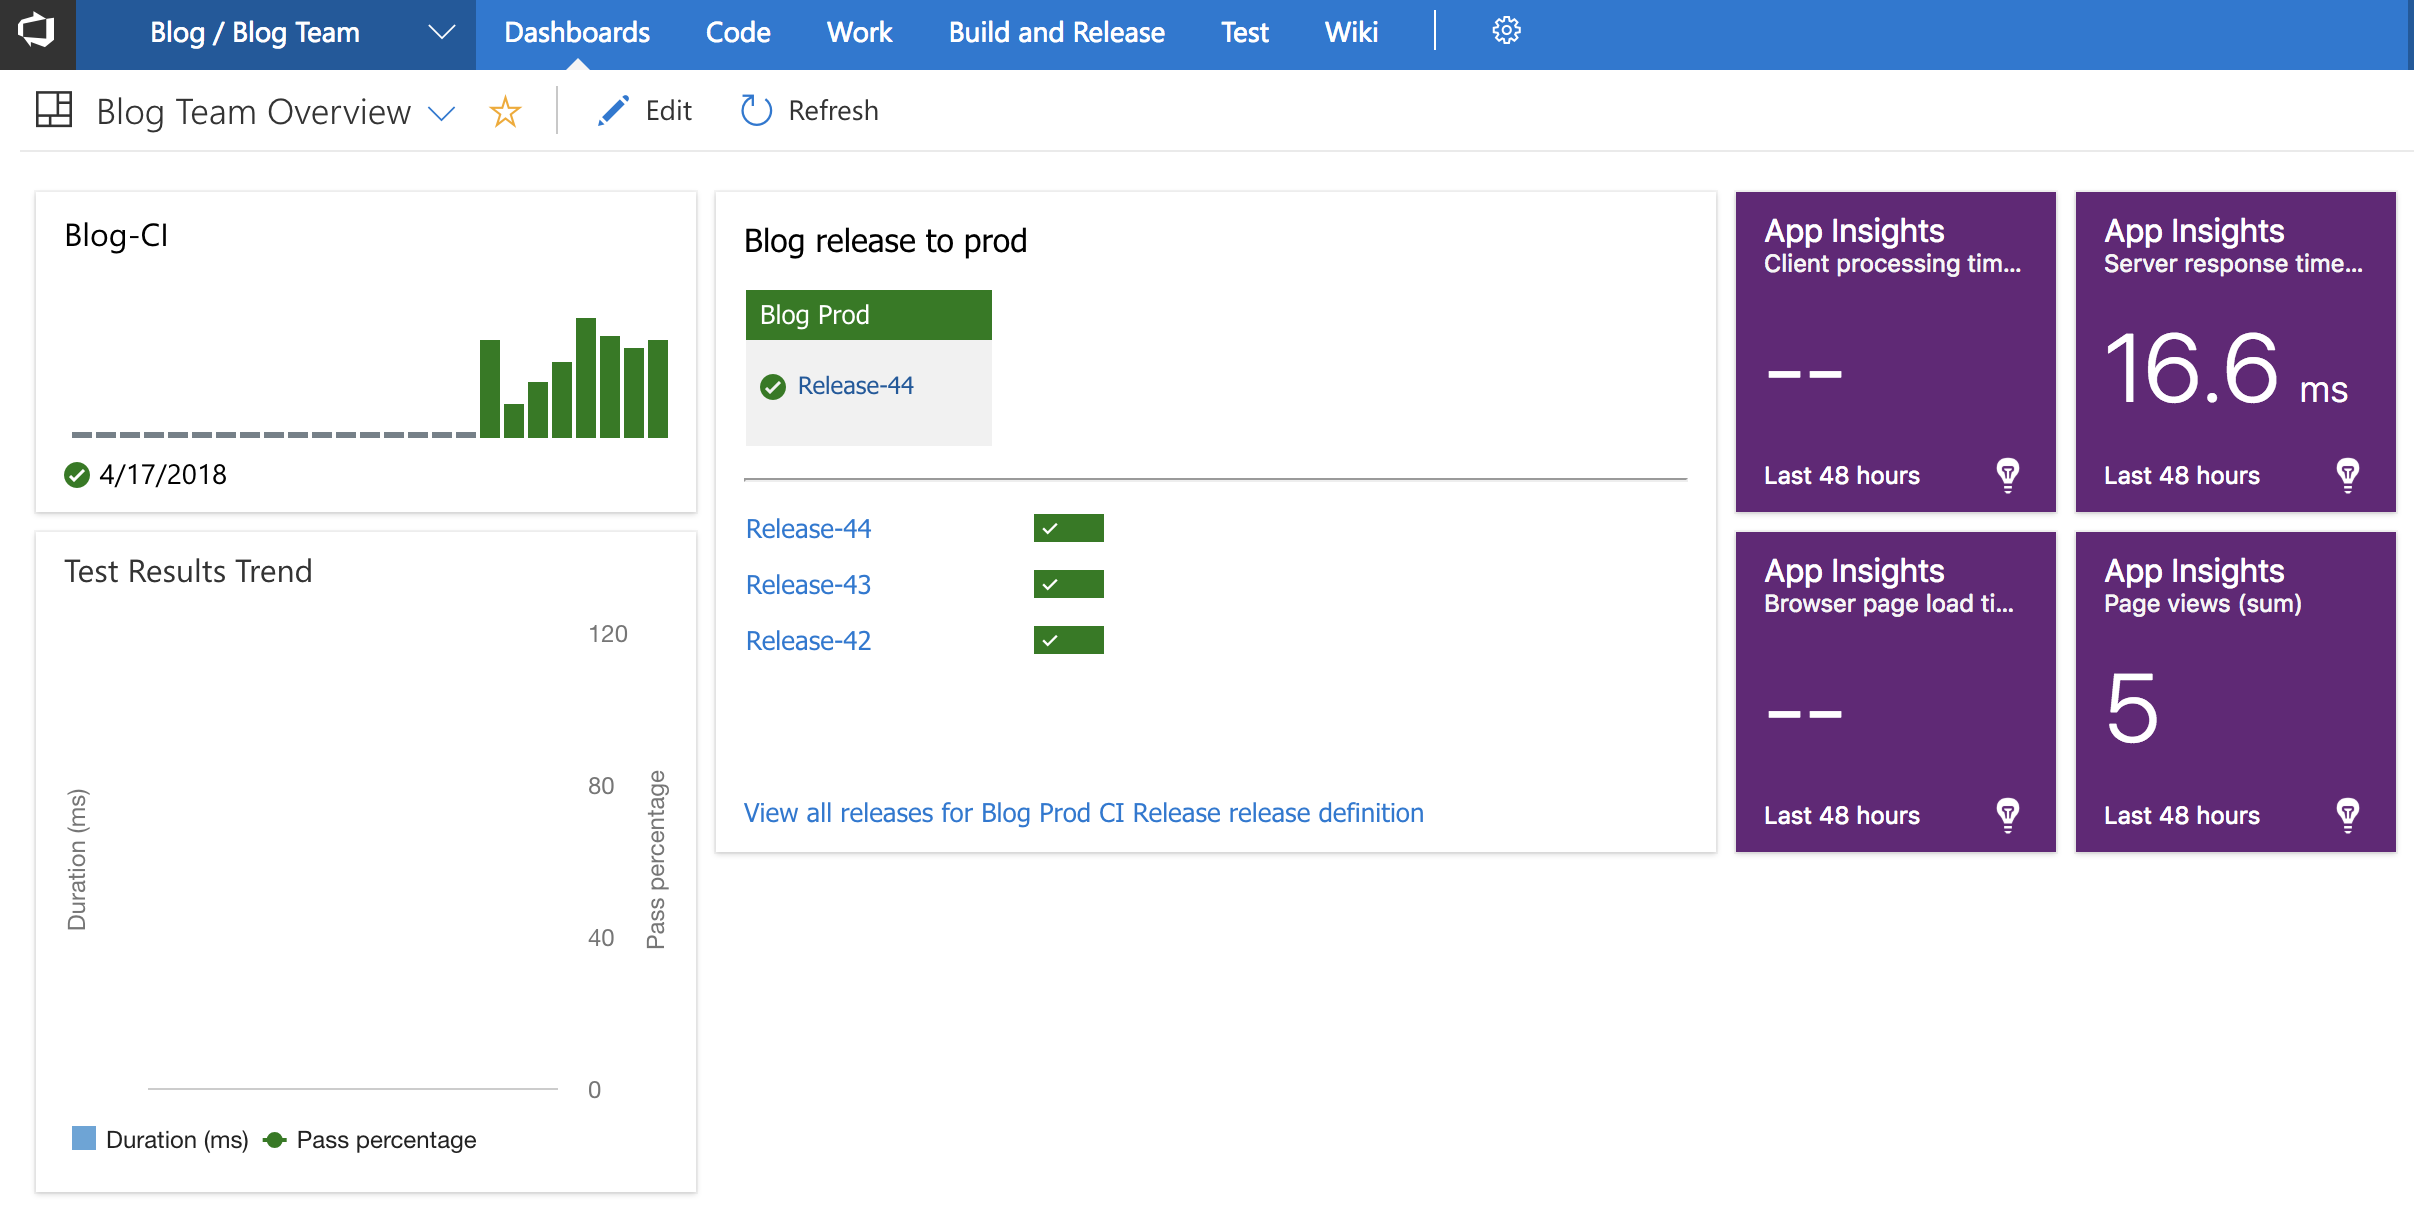 Blog / Blog Team
Dashboards Code Work Build and Release Test Wiki
Blog Team Overview
Edit
Refresh
Blog-CI
4/17/2018
Test Results Trend
120
80
40
0
Duration (ms)
Pass percentage
Duration (ms) Pass percentage
Blog release to prod
Blog Prod
Release-44
Release-44
Release-43
Release-42
View all releases for Blog Prod CI Release release definition
App Insights
Client processing tim...
--
Last 48 hours
App Insights
Server response time...
16.6 ms
Last 48 hours
App Insights
Browser page load ti...
--
Last 48 hours
App Insights
Page views (sum)
5
Last 48 hours